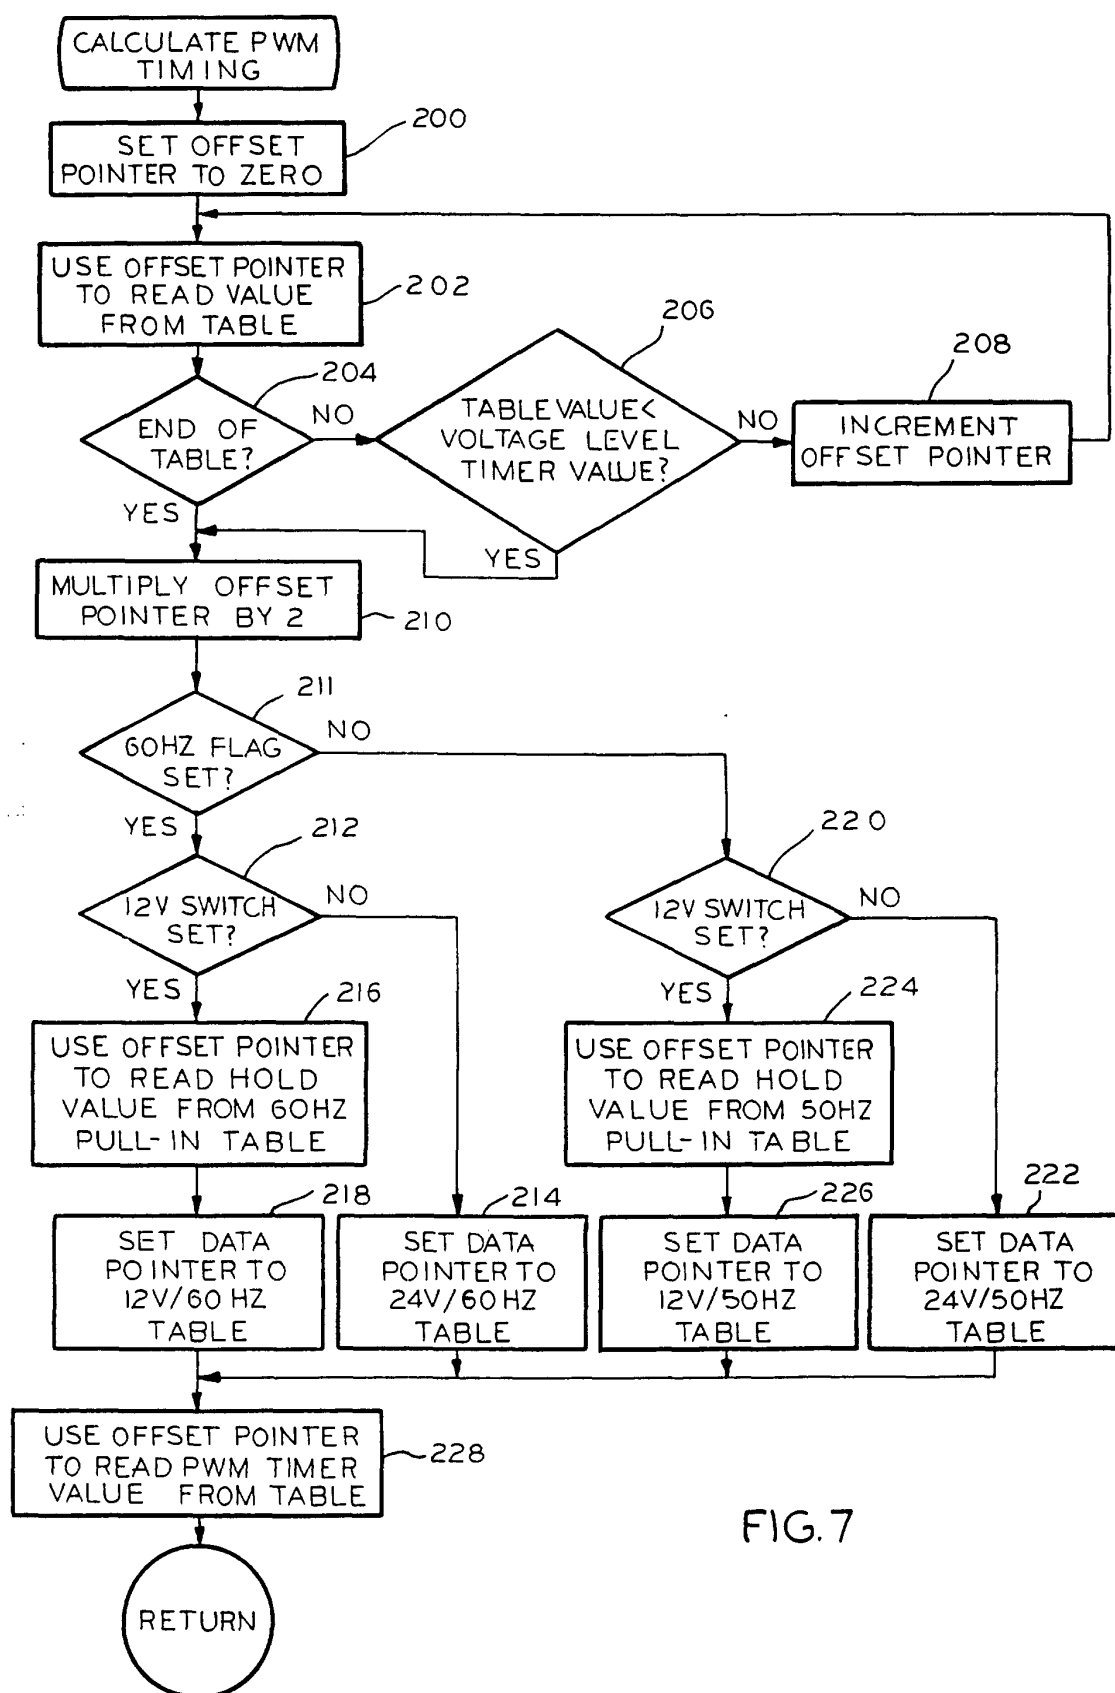 CALCULATE PWM
TIMING
SET OFFSET
POINTER TO ZERO
200
USE OFFSET POINTER
TO READ VALUE
FROM TABLE
202
END OF
TABLE?
204
NO
YES
TABLE VALUE<
VOLTAGE LEVEL
TIMER VALUE?
206
NO
YES
INCREMENT
OFFSET POINTER
208
MULTIPLY OFFSET
POINTER BY 2
210
60HZ FLAG
SET?
211
NO
YES
12V SWITCH
SET?
212
NO
YES
12V SWITCH
SET?
220
NO
YES
USE OFFSET POINTER
TO READ HOLD
VALUE FROM 60HZ
PULL-IN TABLE
216
USE OFFSET POINTER
TO READ HOLD
VALUE FROM 50HZ
PULL-IN TABLE
224
SET DATA
POINTER TO
12V/60HZ
TABLE
218
SET DATA
POINTER TO
24V/60HZ
TABLE
214
SET DATA
POINTER TO
12V/50HZ
TABLE
226
SET DATA
POINTER TO
24V/50HZ
TABLE
222
USE OFFSET POINTER
TO READ PWM TIMER
VALUE FROM TABLE
228
RETURN
FIG.7